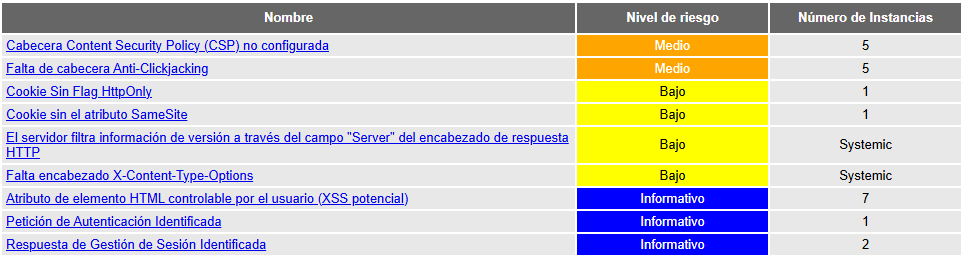 Nombre Nivel de riesgo Número de Instancias
Cabecera Content Security Policy (CSP) no configurada Medio 5
Falta de cabecera Anti-Clickjacking Medio 5
Cookie Sin Flag HttpOnly Bajo 1
Cookie sin el atributo SameSite Bajo 1
El servidor filtra información de versión a través del campo "Server" del encabezado de respuesta
HTTP Bajo Systemic
Falta encabezado X-Content-Type-Options Bajo Systemic
Atributo de elemento HTML controlable por el usuario (XSS potencial) Informativo 7
Petición de Autenticación Identificada Informativo 1
Respuesta de Gestión de Sesión Identificada Informativo 2